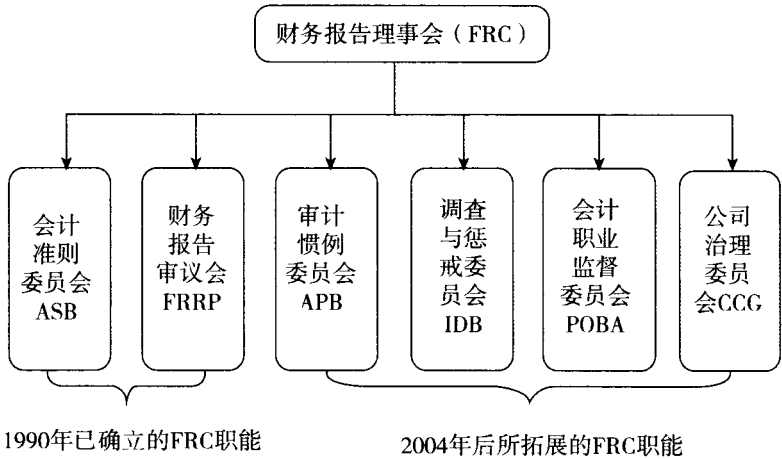 财务报告理事会（FRC）
会计
准则
委员会
ASB
财务
报告
审议会
FRRP
审计
惯例
委员会
APB
调查
与惩
戒委
员会
IDB
会计
职业
监督
委员会
POBA
公司
治理
委员
会CCG
1990年已确立的FRC职能
2004年后所拓展的FRC职能